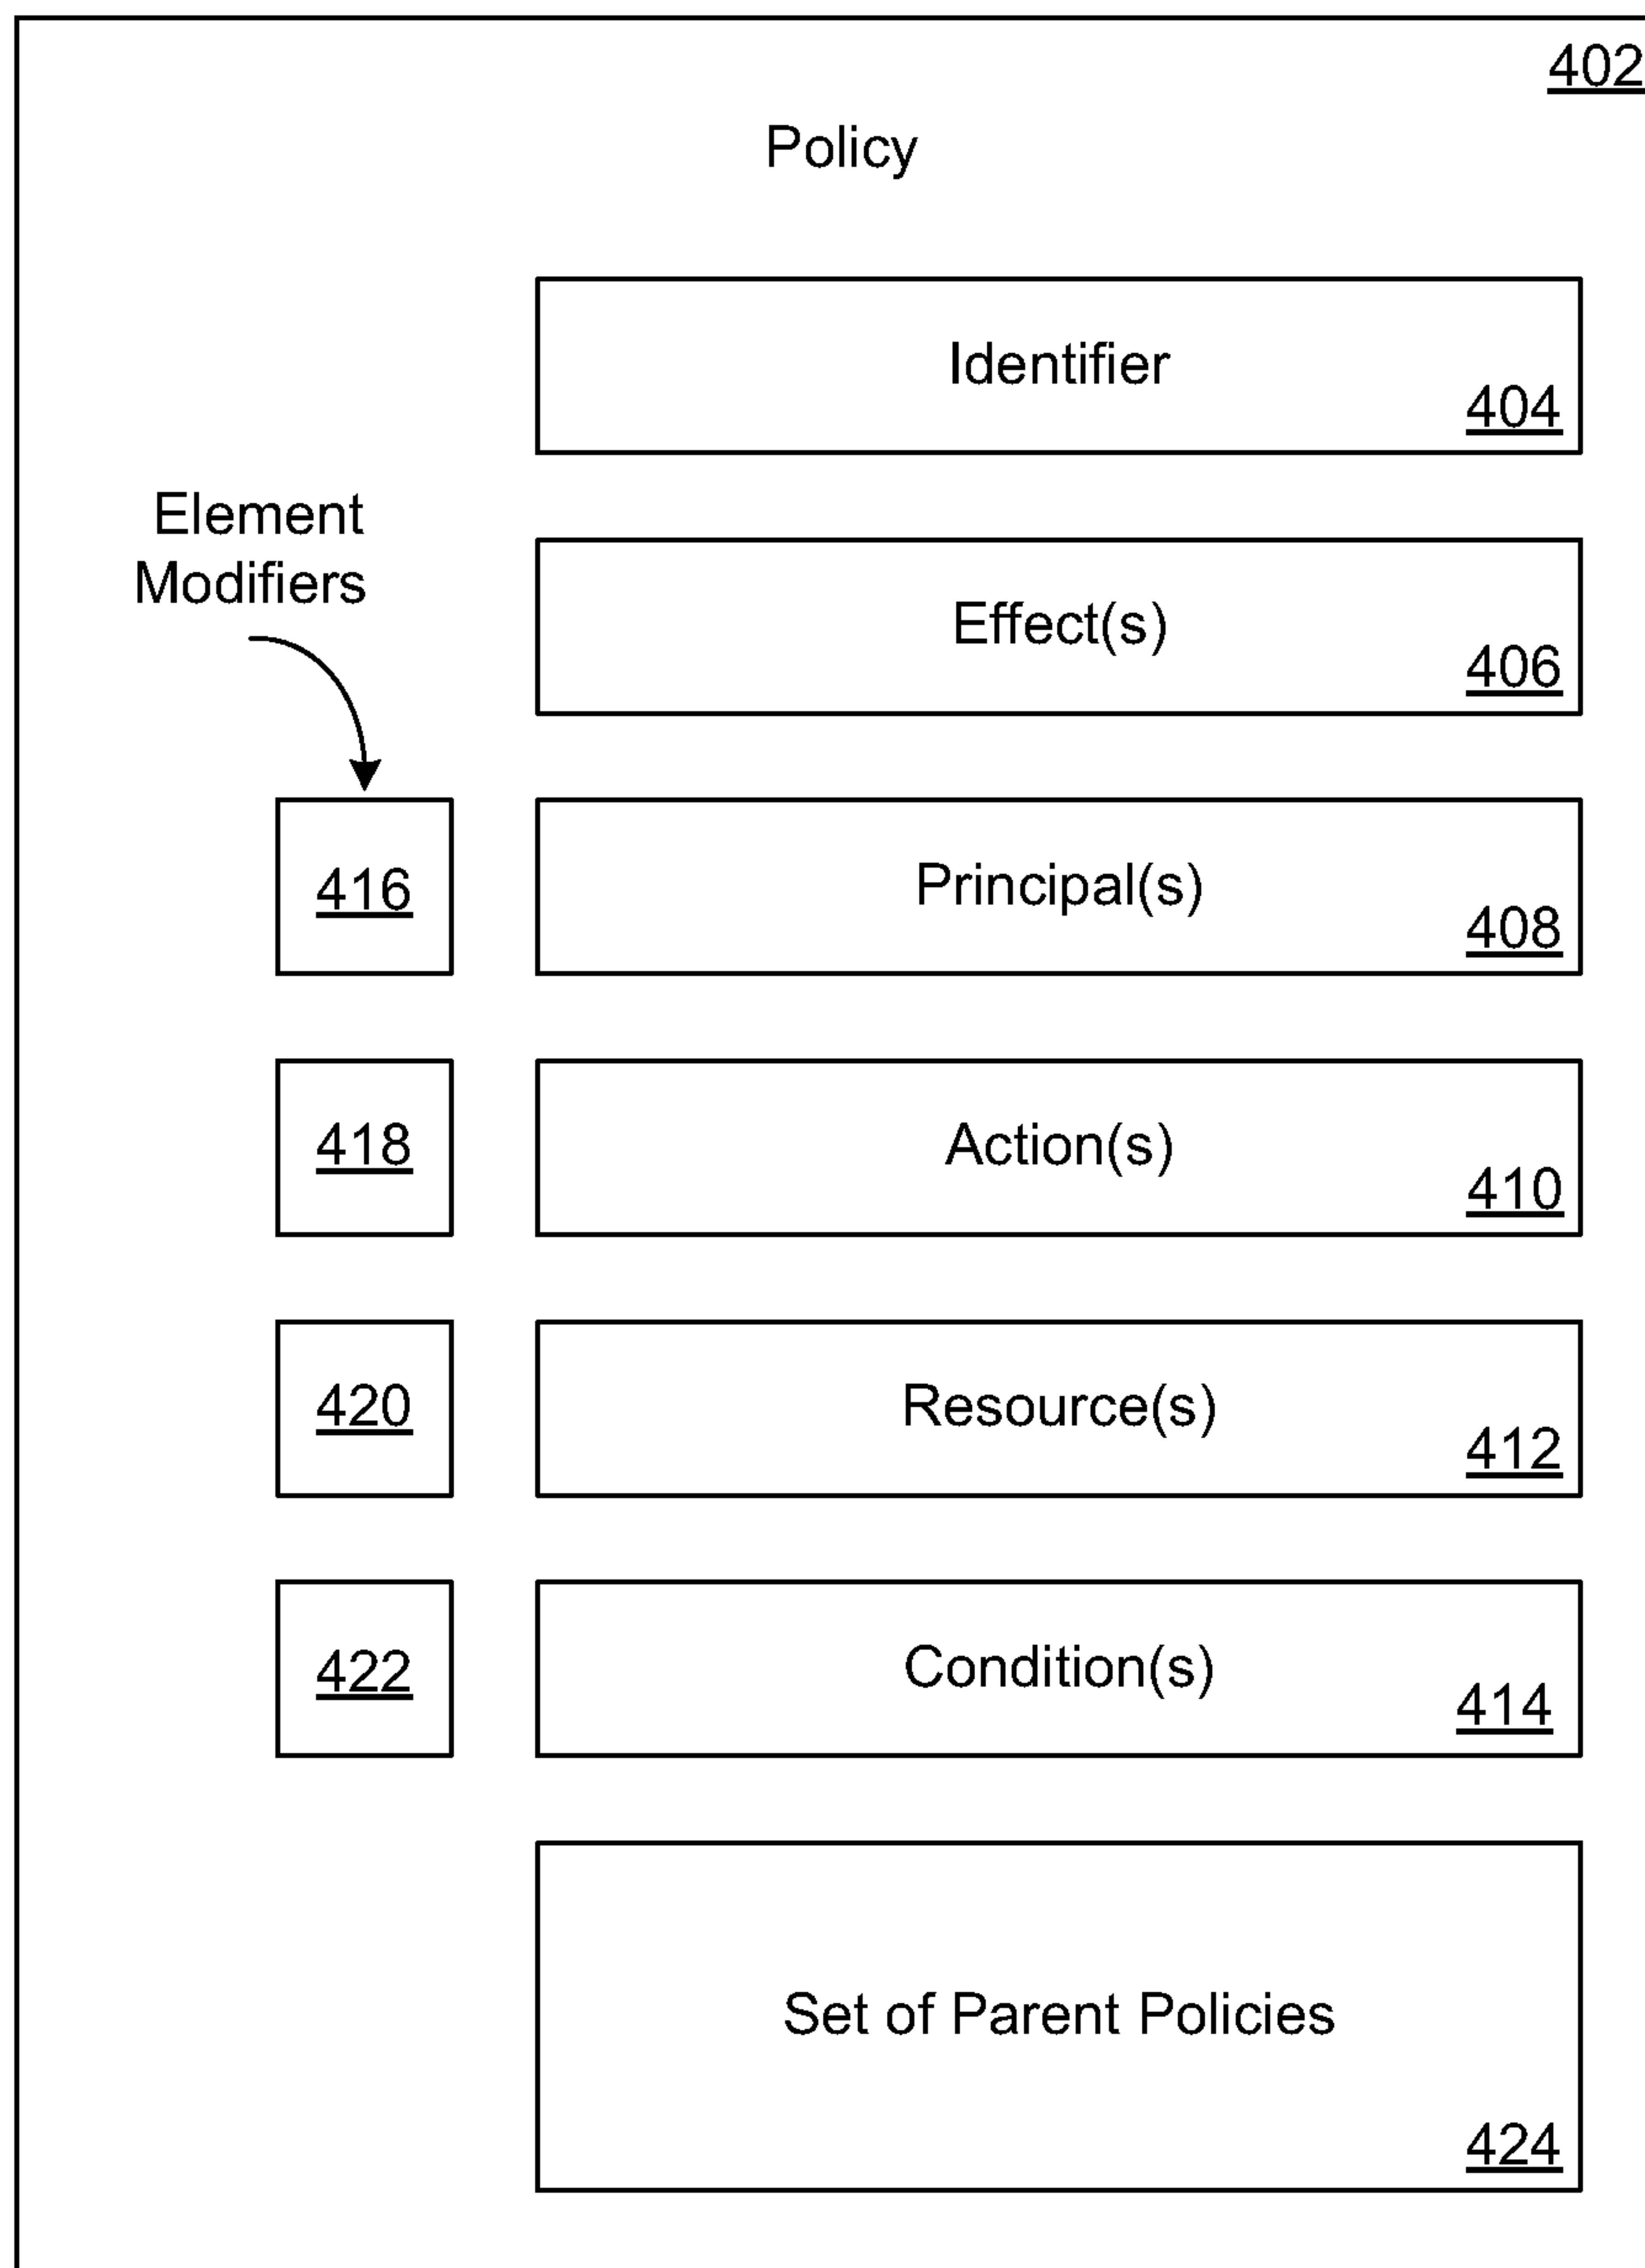 402
Policy
Identifier
404
Element
Modifiers
Effect(s)
406
416
Principal(s)
408
418
Action(s)
410
420
Resource(s)
412
422
Condition(s)
414
Set of Parent Policies
424